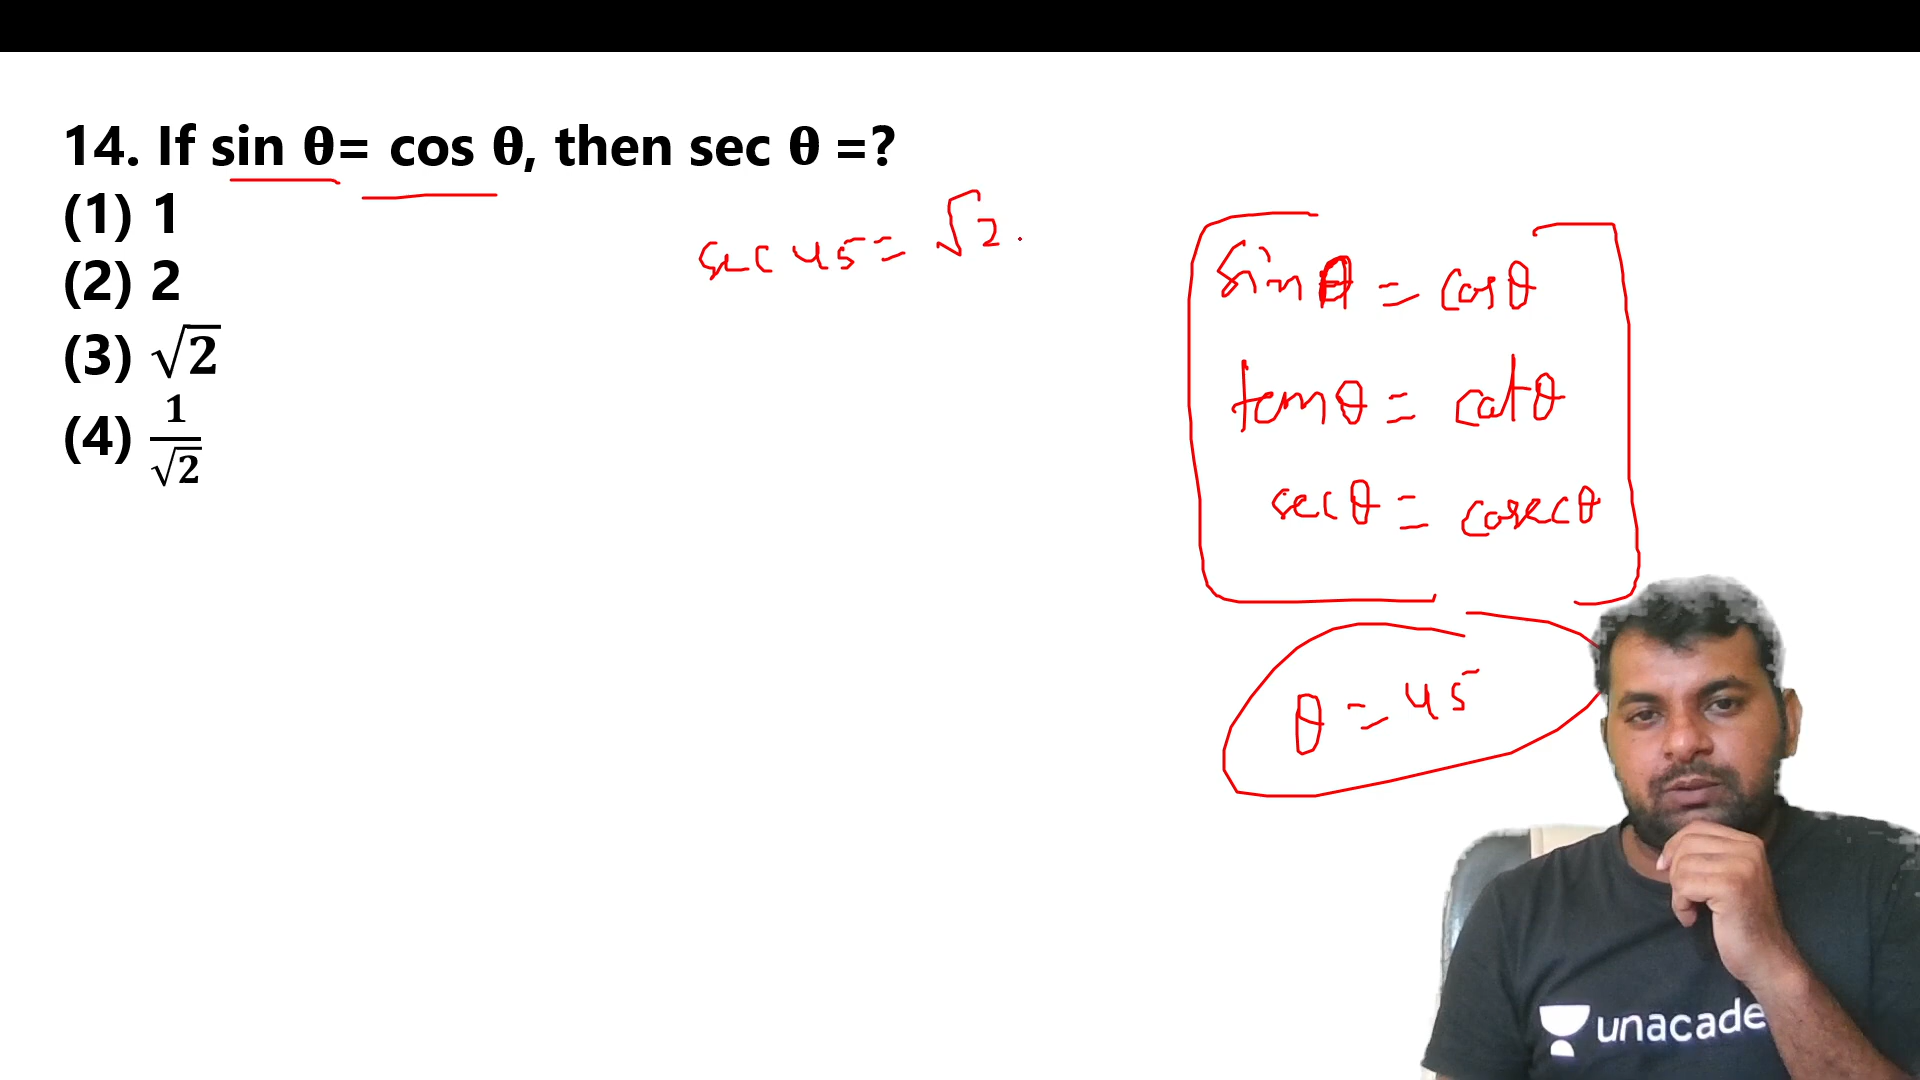 14. If sin θ= cos θ, then sec θ =?
(1) 1
(2) 2
(3) √2
(4) 1/√2
sec 45 = √2.
sin θ = cos θ
tan θ = cot θ
sec θ = cosec θ
θ = 45
unacade